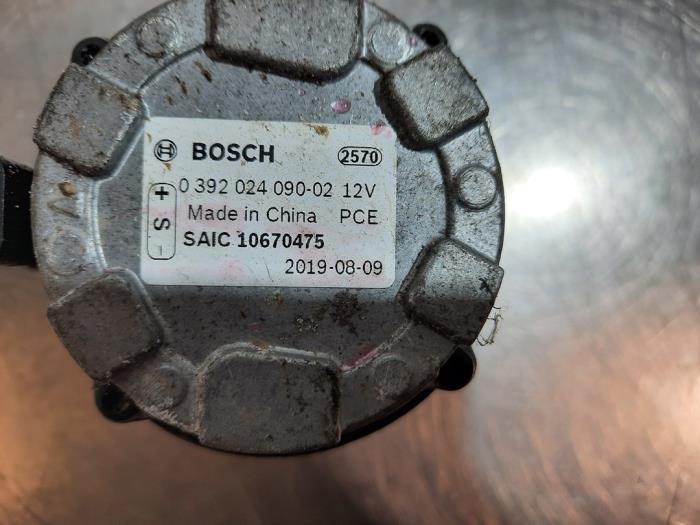 BOSCH 2570
0 392 024 090-02 12V
+ S -
Made in China PCE
SAIC 10670475
2019-08-09